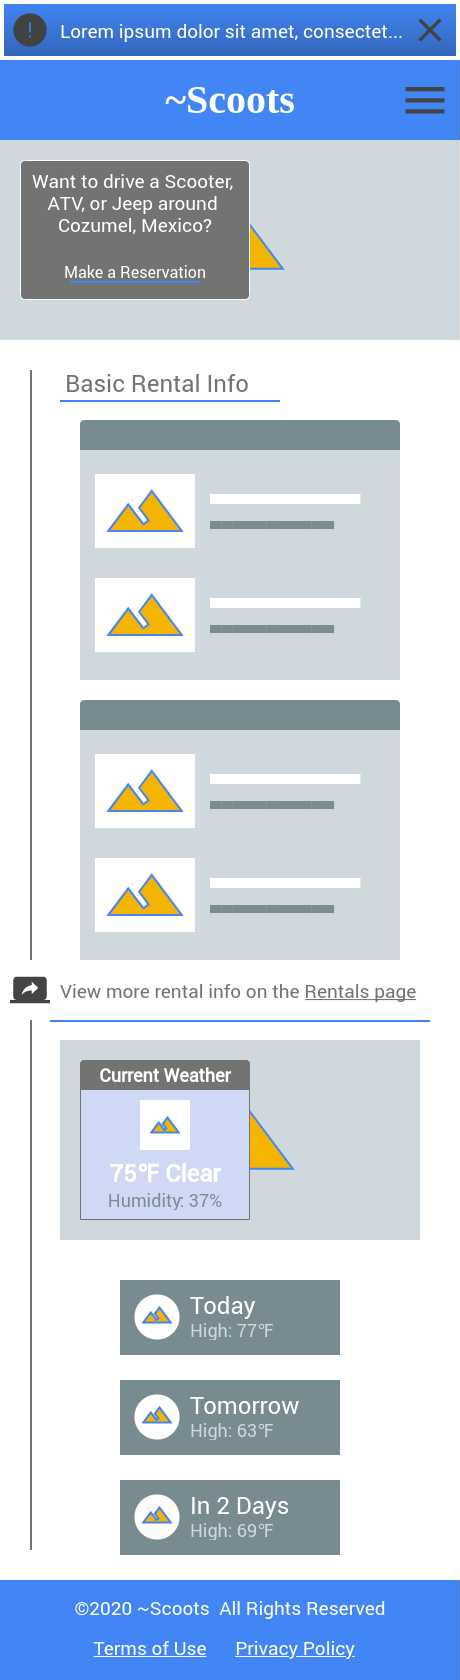 ! Lorem ipsum dolor sit amet, consectet...
~Scoots
Want to drive a Scooter,
ATV, or Jeep around
Cozumel, Mexico?
Make a Reservation
Basic Rental Info
View more rental info on the Rentals page
Current Weather
75°F Clear
Humidity: 37%
Today
High: 77°F
Tomorrow
High: 63°F
In 2 Days
High: 69°F
©2020 ~Scoots  All Rights Reserved
Terms of Use Privacy Policy